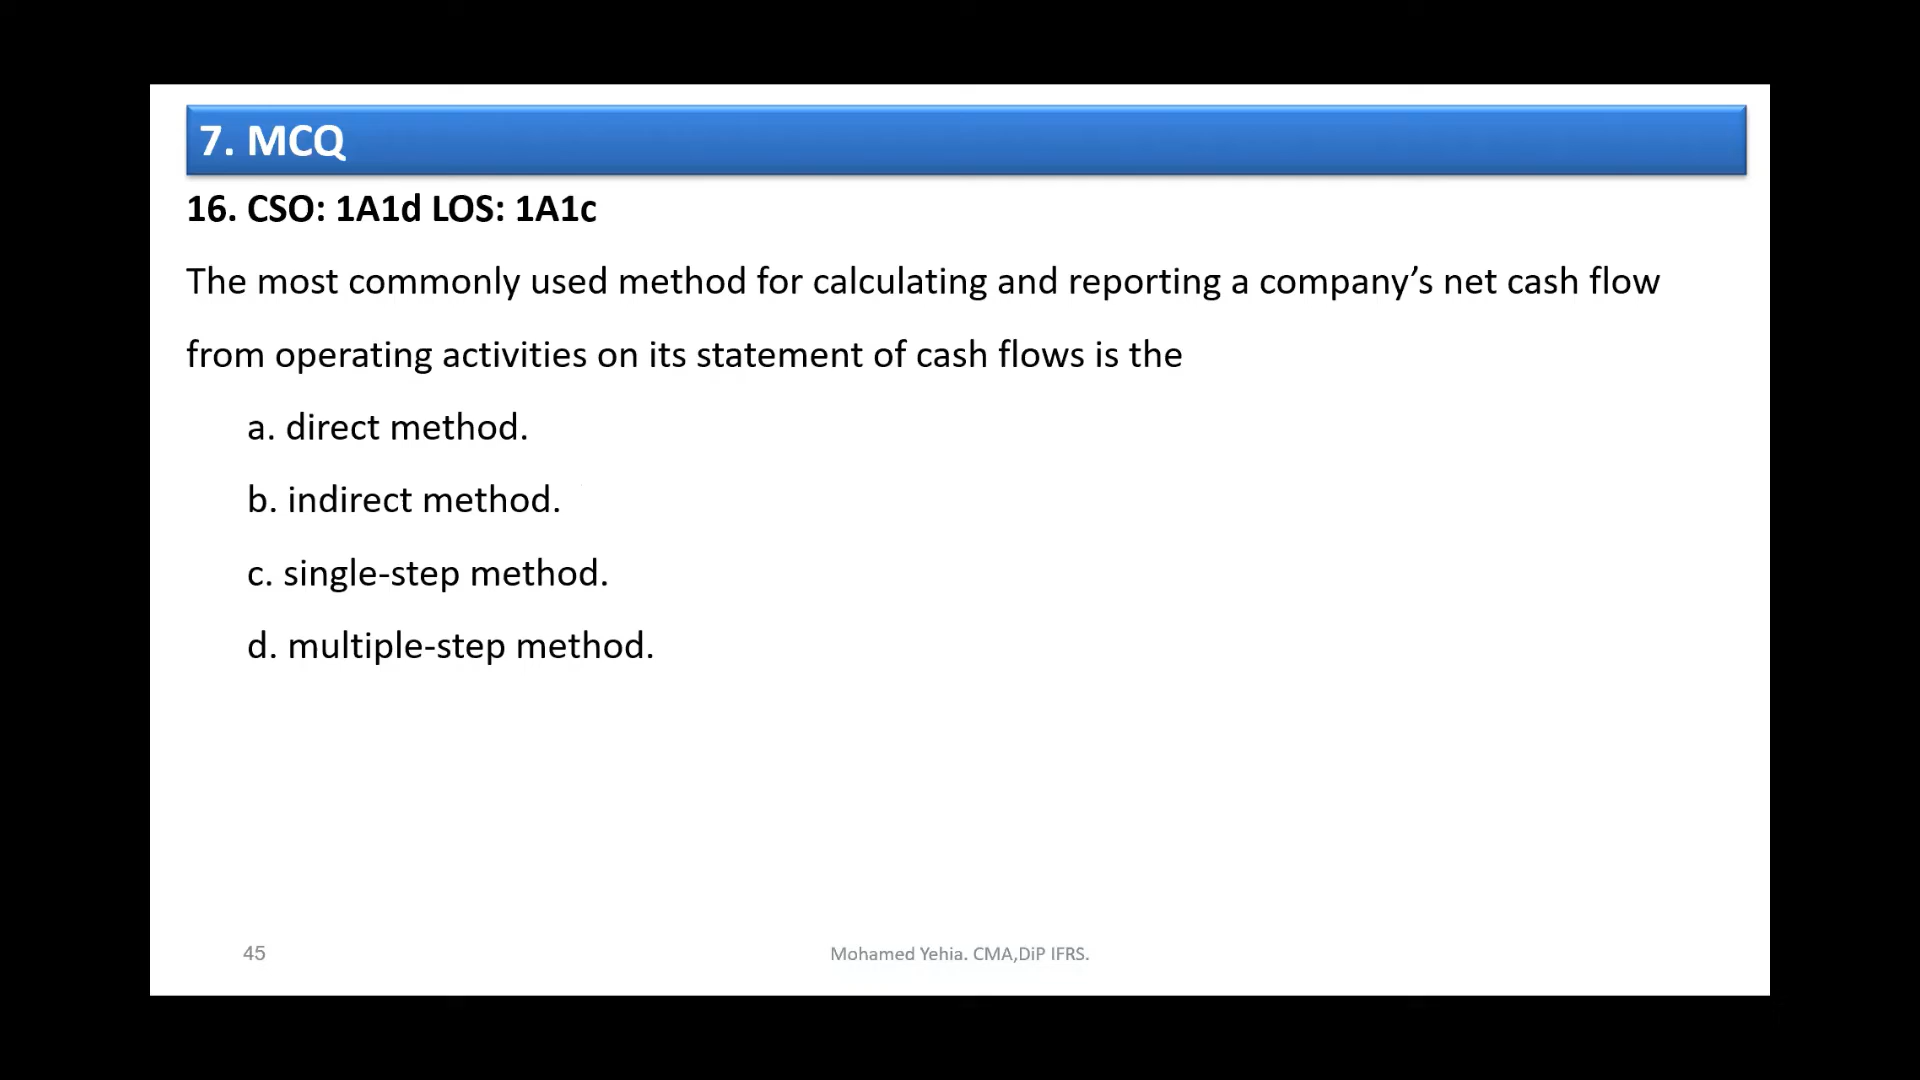 7. MCQ
16. CSO: 1A1d LOS: 1A1c
The most commonly used method for calculating and reporting a company’s net cash flow
from operating activities on its statement of cash flows is the
a. direct method.
b. indirect method.
c. single-step method.
d. multiple-step method.
45
Mohamed Yehia. CMA,DiP IFRS.